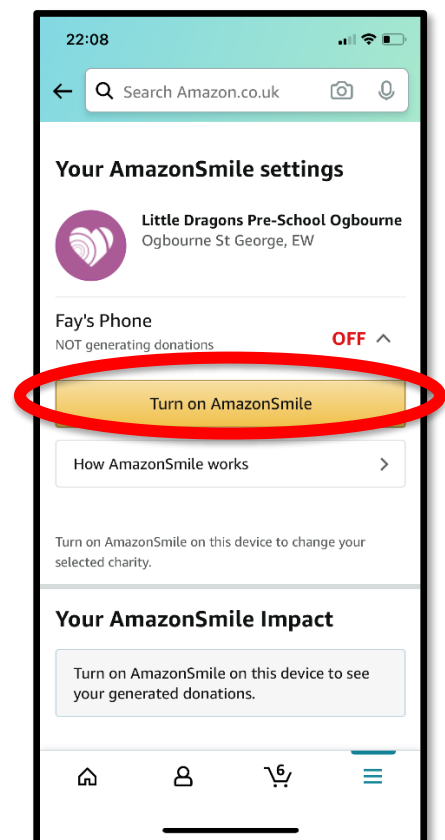 22:08
Search Amazon.co.uk
Your AmazonSmile settings
Little Dragons Pre-School Ogbourne
Ogbourne St George, EW
Fay's Phone
NOT generating donations
OFF
Turn on AmazonSmile
How AmazonSmile works
Turn on AmazonSmile on this device to change your
selected charity.
Your AmazonSmile Impact
Turn on AmazonSmile on this device to see
your generated donations.
6